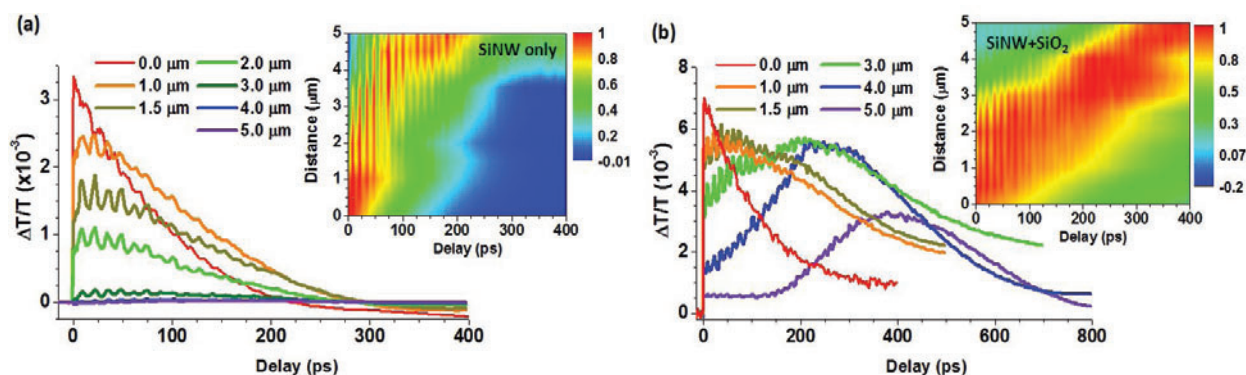 (a)
SiNW only
0.0 μm
1.0 μm
1.5 μm
2.0 μm
3.0 μm
4.0 μm
5.0 μm
ΔT/T (x10⁻³)
3
2
1
0
0 100 200 300 400
Delay (ps)
Distance (μm)
5
4
3
2
1
0
0 100 200 300 400
Delay (ps)
1
0.8
0.6
0.4
0.2
-0.01
(b)
SiNW+SiO₂
0.0 μm
1.0 μm
1.5 μm
3.0 μm
4.0 μm
5.0 μm
ΔT/T (10⁻³)
8
6
4
2
0
0 200 400 600 800
Delay (ps)
Distance (μm)
5
4
3
2
1
0
0 100 200 300 400
Delay (ps)
1
0.8
0.6
0.4
0.2
0.07
-0.2